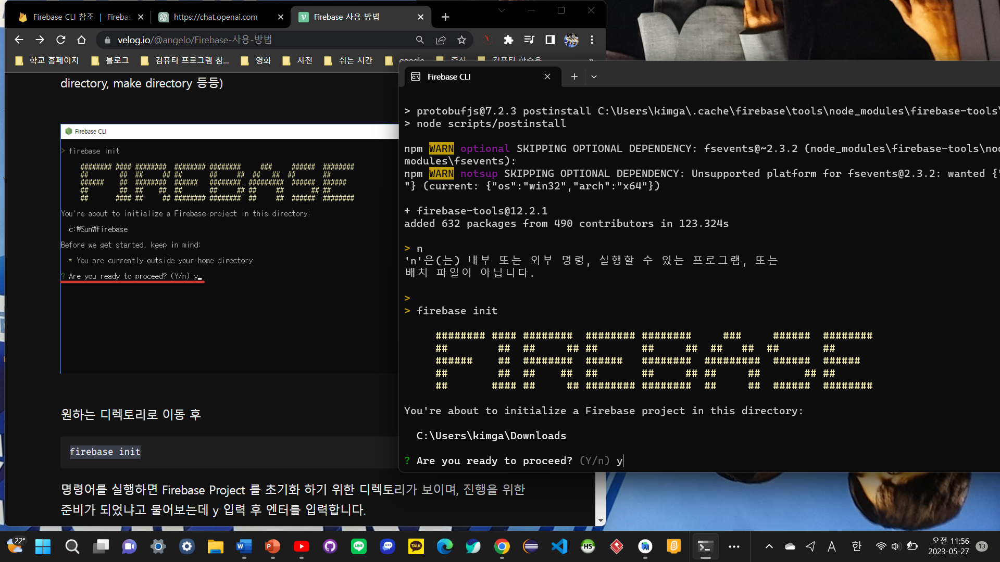 Firebase CLI 참조 | Firebas
https://chat.openai.com
Firebase 사용 방법
velog.io/@angelo/Firebase-사용-방법
학교 홈페이지
블로그
컴퓨터 프로그램 참...
영화
사전
쉬는 시간
google
directory, make directory 등등)
Firebase CLI
> firebase init
FIREBASE
You're about to initialize a Firebase project in this directory:
c:₩Sun₩firebase
Before we get started, keep in mind:
* You are currently outside your home directory
? Are you ready to proceed? (Y/n) y
원하는 디렉토리로 이동 후
firebase init
명령어를 실행하면 Firebase Project 를 초기화 하기 위한 디렉토리가 보이며, 진행을 위한
준비가 되었냐고 물어보는데 y 입력 후 엔터를 입력합니다.
Firebase CLI
> protobufjs@7.2.3 postinstall C:\Users\kimga\.cache\firebase\tools\node_modules\firebase-tools\
> node scripts/postinstall
npm WARN optional SKIPPING OPTIONAL DEPENDENCY: fsevents@~2.3.2 (node_modules\firebase-tools\nod
modules\fsevents):
npm WARN notsup SKIPPING OPTIONAL DEPENDENCY: Unsupported platform for fsevents@2.3.2: wanted {"
"} (current: {"os":"win32","arch":"x64"})
+ firebase-tools@12.2.1
added 632 packages from 490 contributors in 123.324s
> n
'n'은(는) 내부 또는 외부 명령, 실행할 수 있는 프로그램, 또는
배치 파일이 아닙니다.
>
> firebase init
FIREBASE
You're about to initialize a Firebase project in this directory:
C:\Users\kimga\Downloads
? Are you ready to proceed? (Y/n) y
22°
LINE
TALK
HS
A
한
오전 11:56
2023-05-27
13